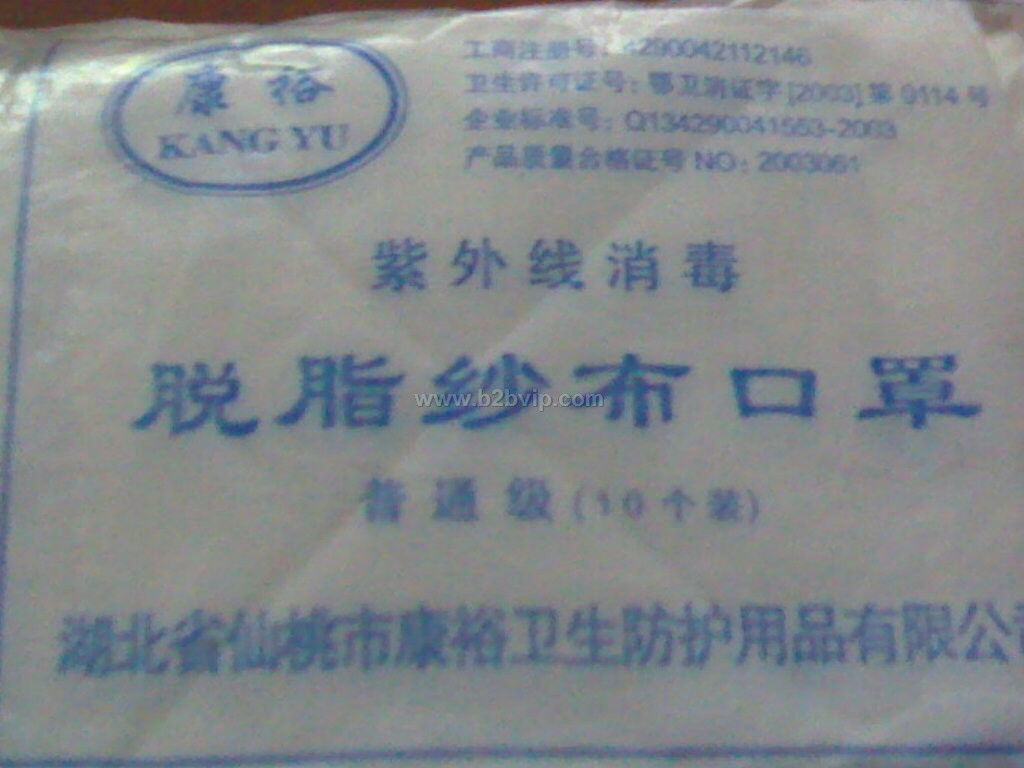 康裕
KANG YU
工商注册号：4290042112146
卫生许可证号：鄂卫消证字[2003]第0114号
企业标准号：Q/134290041553-2003
产品质量合格证号NO：2003061
紫外线消毒
脱脂纱布口罩
www.b2bvip.com
普通级(10个装)
湖北省仙桃市康裕卫生防护用品有限公司